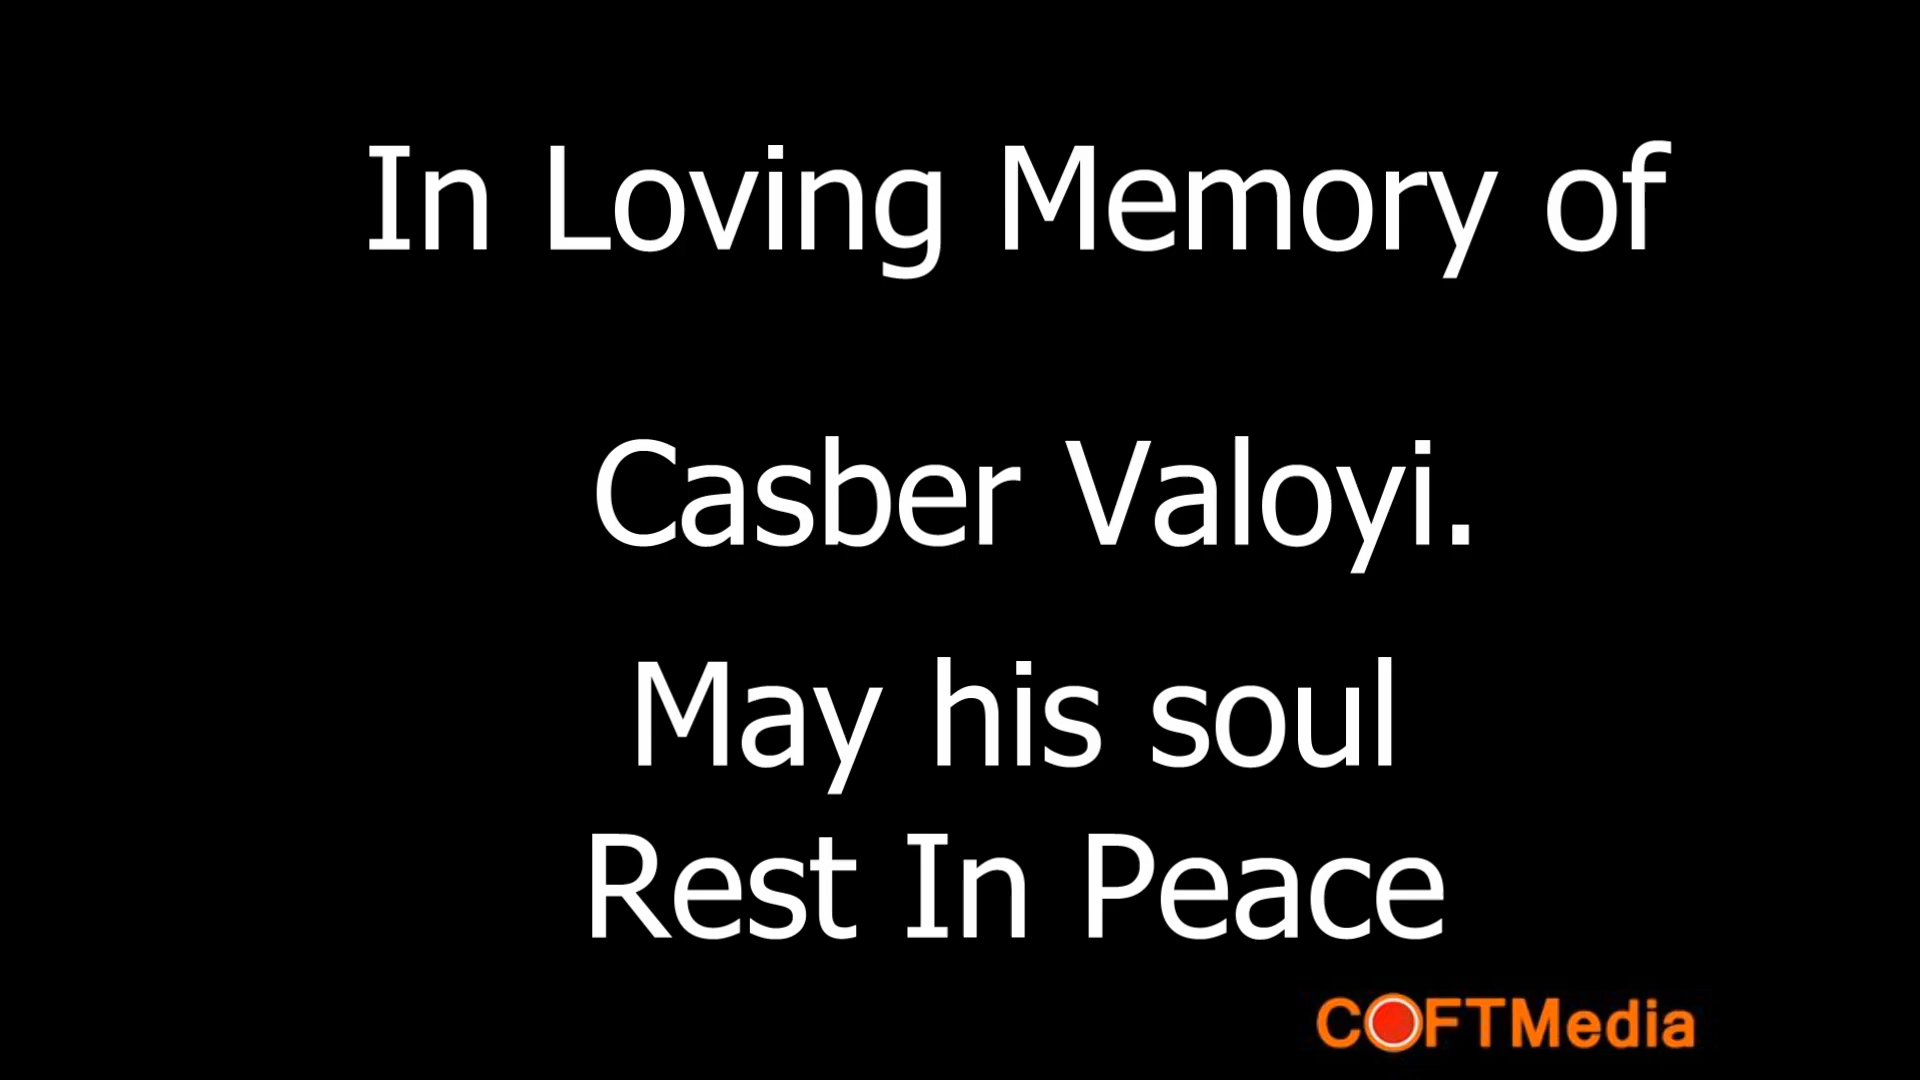 In Loving Memory of
Casber Valoyi.
May his soul
Rest In Peace
COFTMedia